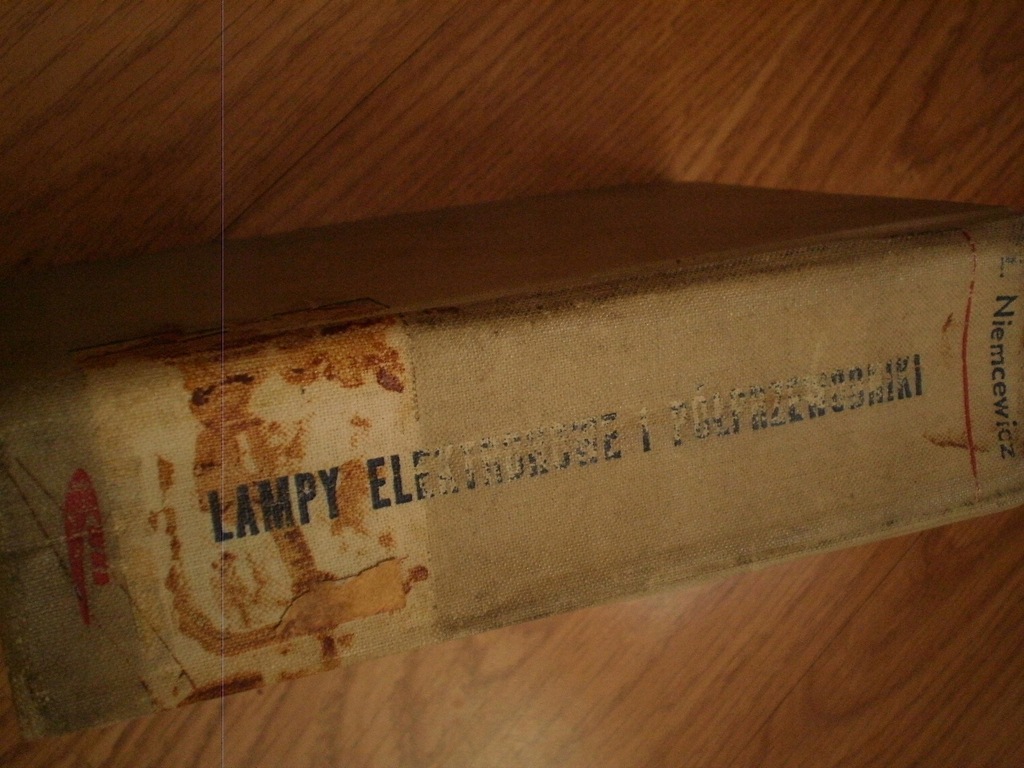 LAMPY ELEKTRONOWE i PÓŁPRZEWODNIKI
Niemcewicz